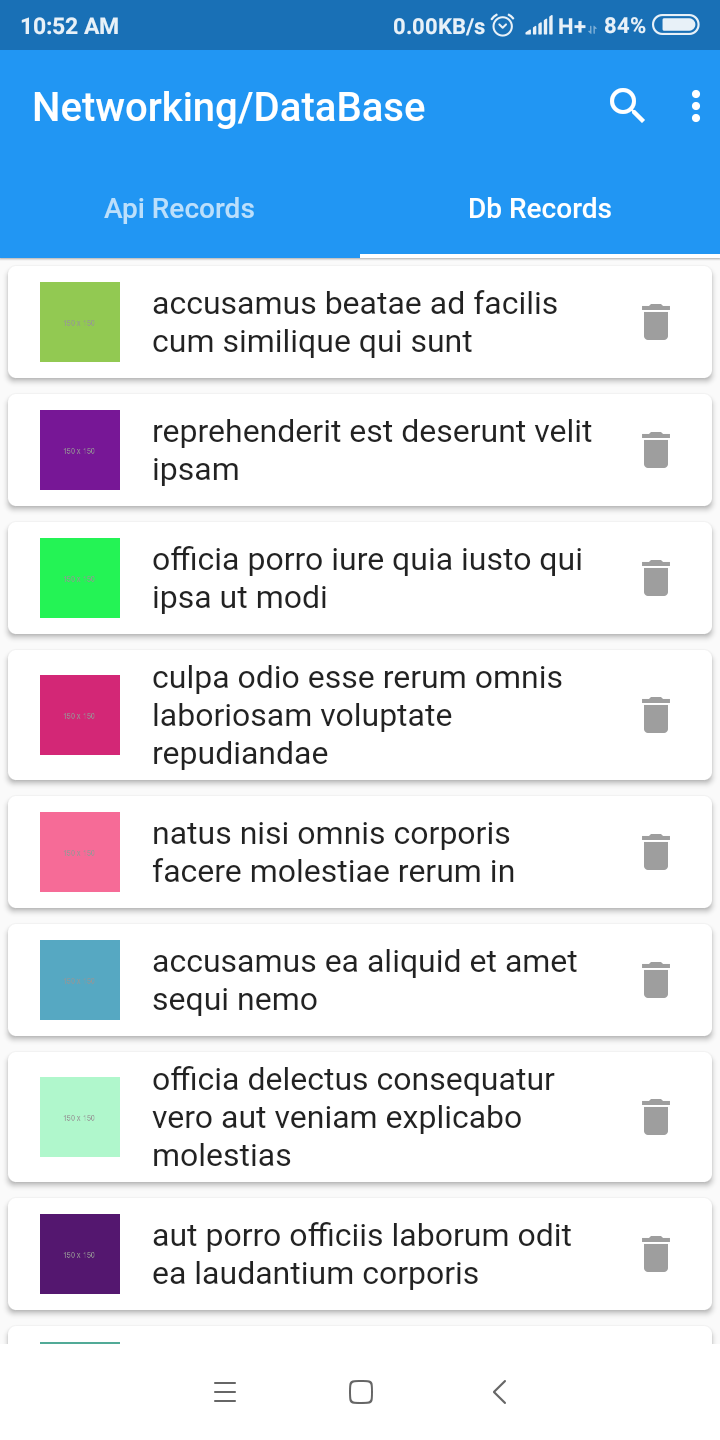 10:52 AM
0.00KB/s H+ 84%
Networking/DataBase
Api Records
Db Records
accusamus beatae ad facilis
cum similique qui sunt
150 x 150
reprehenderit est deserunt velit
ipsam
150 x 150
officia porro iure quia iusto qui
ipsa ut modi
150 x 150
culpa odio esse rerum omnis
laboriosam voluptate
repudiandae
150 x 150
natus nisi omnis corporis
facere molestiae rerum in
150 x 150
accusamus ea aliquid et amet
sequi nemo
150 x 150
officia delectus consequatur
vero aut veniam explicabo
molestias
150 x 150
aut porro officiis laborum odit
ea laudantium corporis
150 x 150